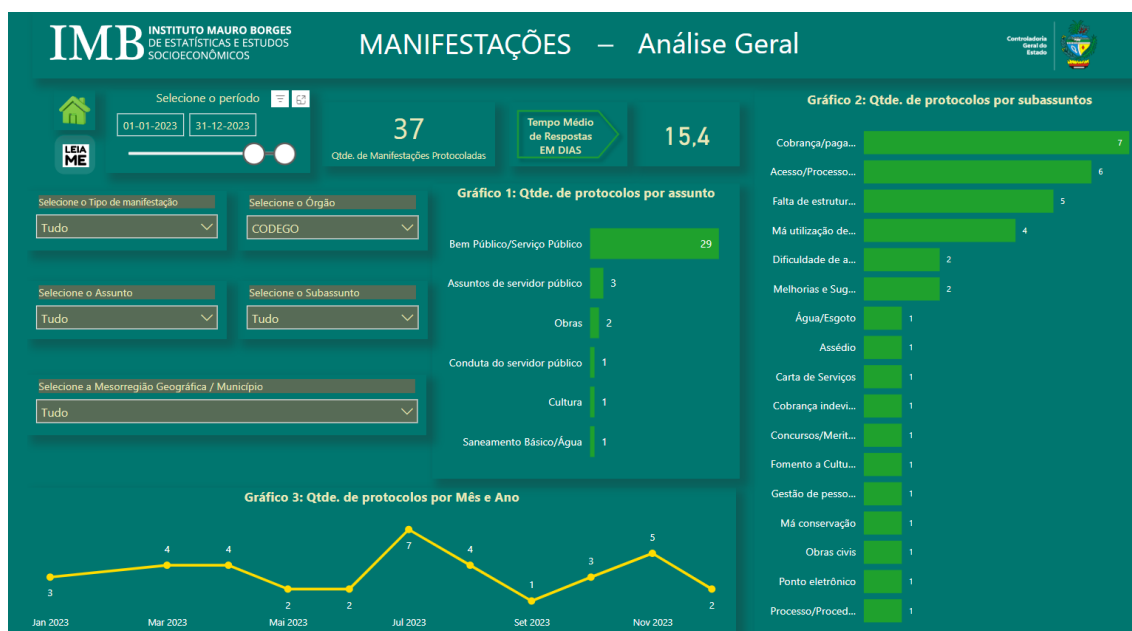 IMB
INSTITUTO MAURO BORGES
DE ESTATÍSTICAS E ESTUDOS
SOCIOECONÔMICOS
MANIFESTAÇÕES – Análise Geral
Controladoria
Geral do
Estado
Selecione o período
01-01-2023 31-12-2023
LEIA
ME
37
Qtde. de Manifestações Protocoladas
Tempo Médio
de Respostas
EM DIAS
15,4
Selecione o Tipo de manifestação
Tudo
Selecione o Órgão
CODEGO
Selecione o Assunto
Tudo
Selecione o Subassunto
Tudo
Selecione a Mesorregião Geográfica / Município
Tudo
Gráfico 1: Qtde. de protocolos por assunto
Bem Público/Serviço Público 29
Assuntos de servidor público 3
Obras 2
Conduta do servidor público 1
Cultura 1
Saneamento Básico/Água 1
Gráfico 2: Qtde. de protocolos por subassuntos
Cobrança/paga... 7
Acesso/Processo... 6
Falta de estrutur... 5
Má utilização de... 4
Dificuldade de a... 2
Melhorias e Sug... 2
Água/Esgoto 1
Assédio 1
Carta de Serviços 1
Cobrança indevi... 1
Concursos/Merit... 1
Fomento a Cultu... 1
Gestão de pesso... 1
Má conservação 1
Obras civis 1
Ponto eletrônico 1
Processo/Proced... 1
Gráfico 3: Qtde. de protocolos por Mês e Ano
3 4 4 2 2 7 4 1 3 5 2
Jan 2023 Mar 2023 Mai 2023 Jul 2023 Set 2023 Nov 2023